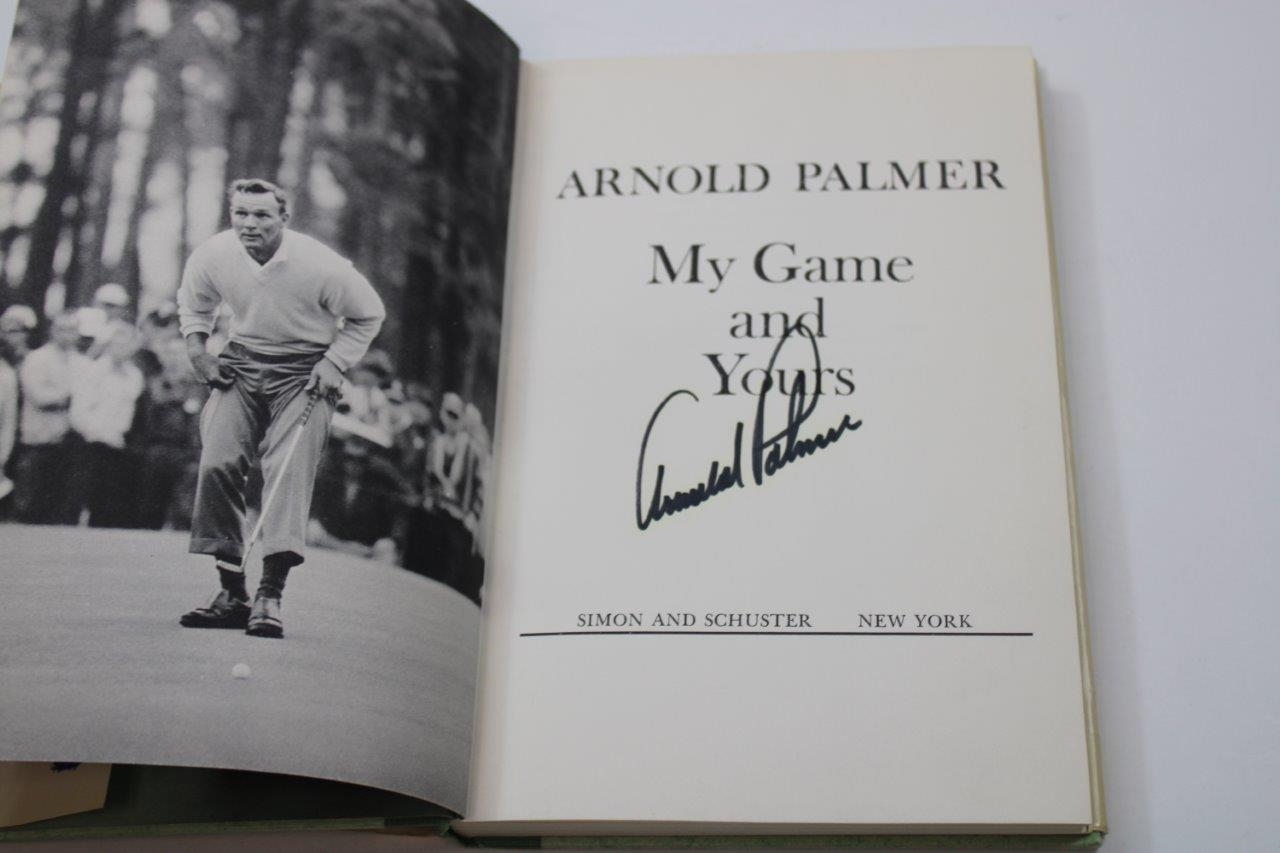 ARNOLD PALMER
My Game
and
Yours
Arnold Palmer
SIMON AND SCHUSTER NEW YORK